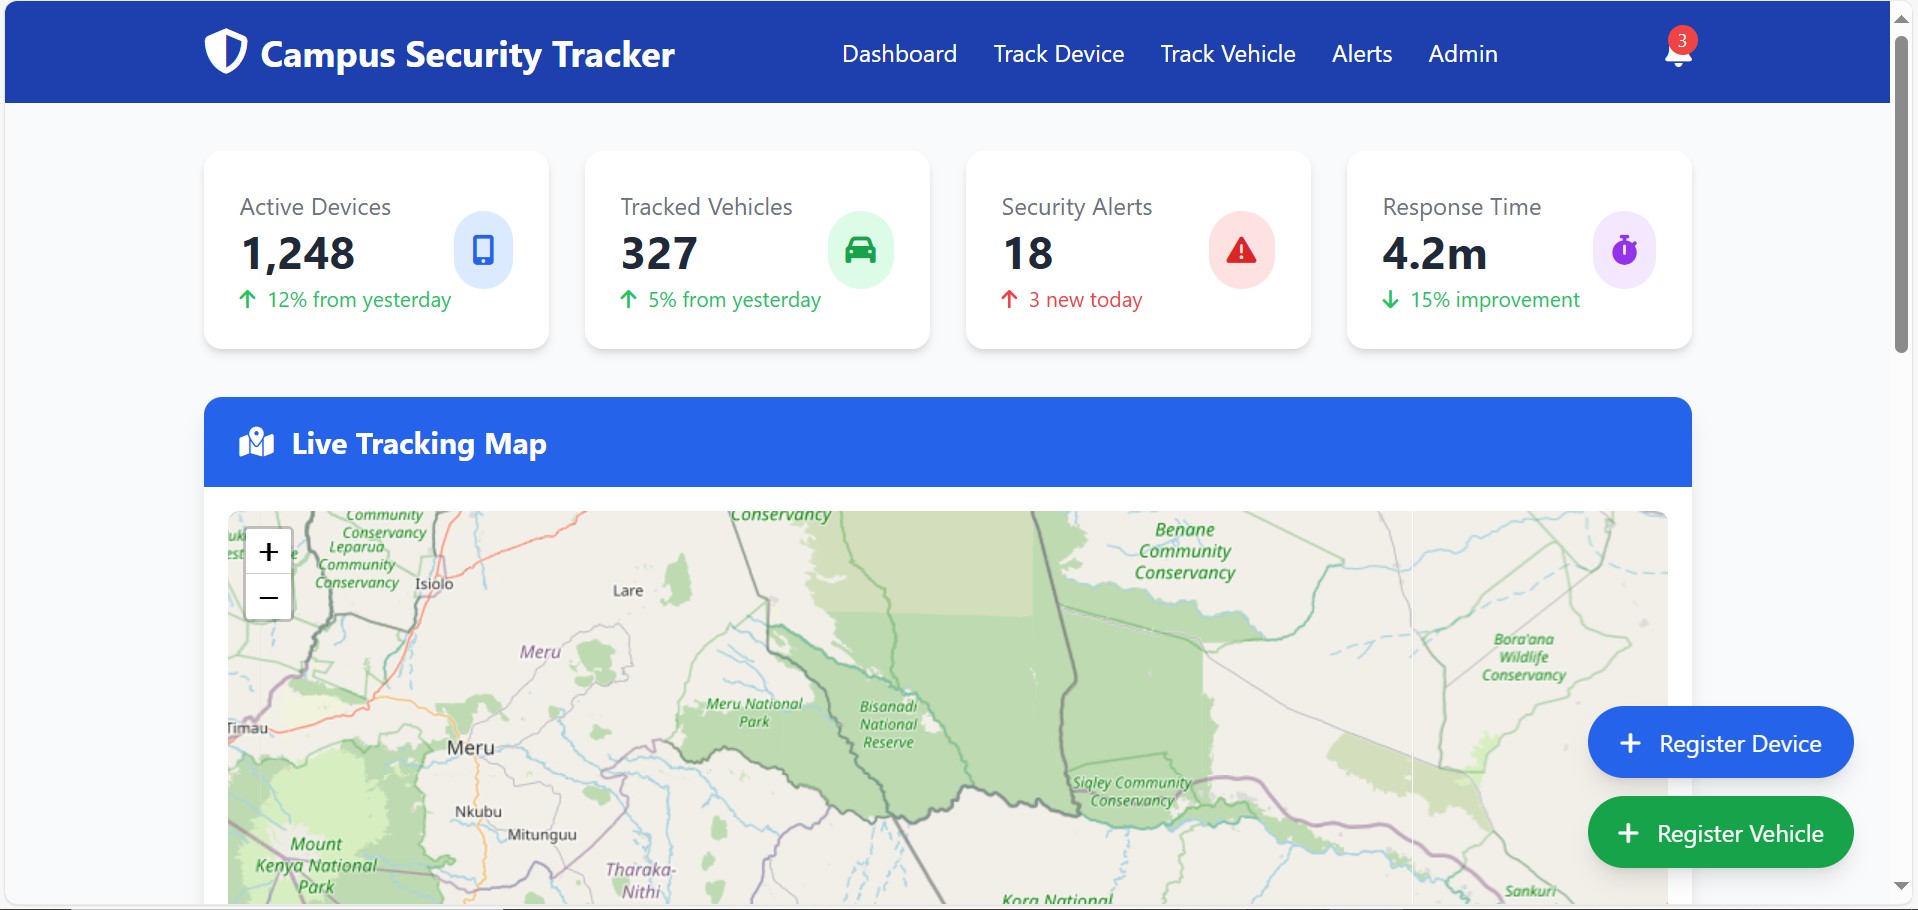 Campus Security Tracker
Dashboard
Track Device
Track Vehicle
Alerts
Admin
3
Active Devices
1,248
12% from yesterday
Tracked Vehicles
327
5% from yesterday
Security Alerts
18
3 new today
Response Time
4.2m
15% improvement
Live Tracking Map
+
−
Community
Conservancy
Leparua
Community
Conservancy
Isiolo
Lare
Conservancy
Benane
Community
Conservancy
Meru
Bora'ana
Wildlife
Conservancy
Meru National
Park
Bisanadi
National
Reserve
Timau
Meru
Sigley Community
Conservancy
Nkubu
Mitunguu
Mount
Kenya National
Park
Tharaka-
Nithi
Kora National
Sankuri
+ Register Device
+ Register Vehicle